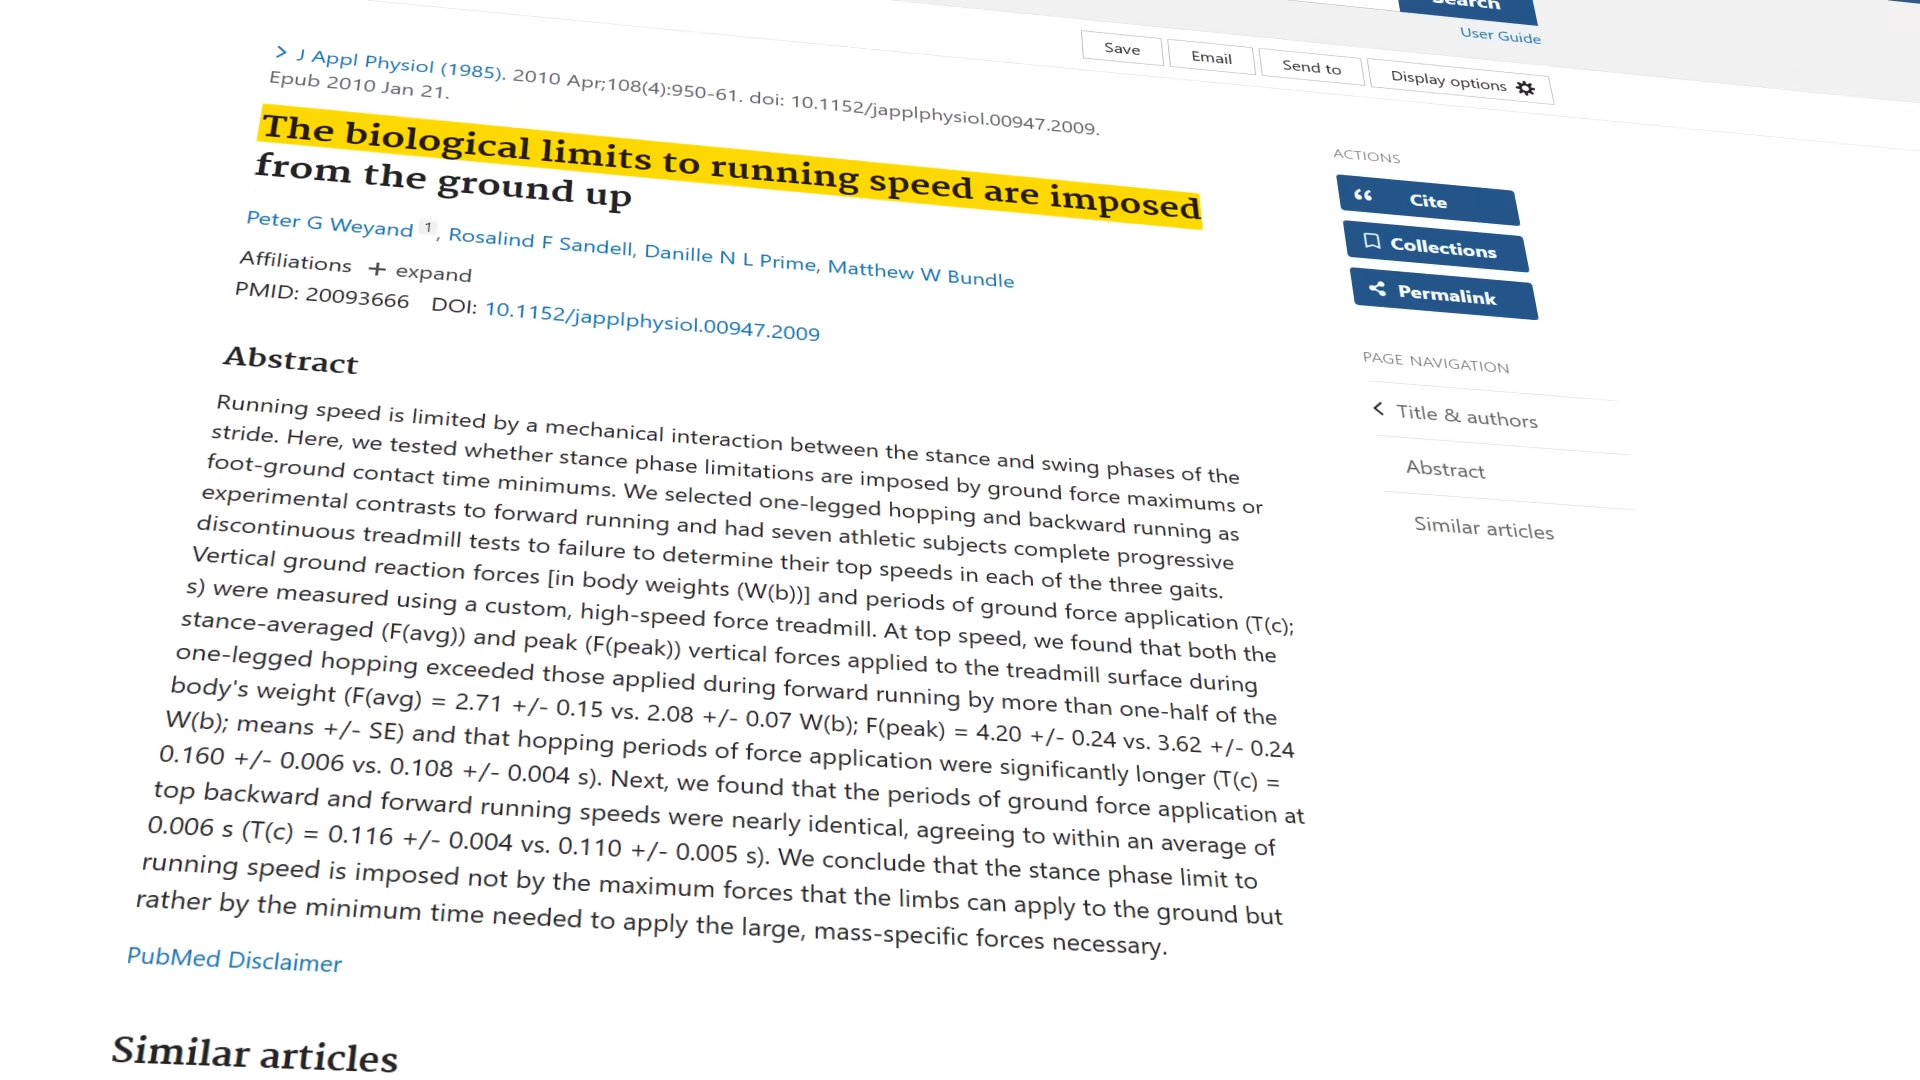 Search
User Guide
Save
Email
Send to
Display options
J Appl Physiol (1985). 2010 Apr;108(4):950-61. doi: 10.1152/japplphysiol.00947.2009.
Epub 2010 Jan 21.
The biological limits to running speed are imposed
from the ground up
Peter G Weyand 1, Rosalind F Sandell, Danille N L Prime, Matthew W Bundle
Affiliations + expand
PMID: 20093666 DOI: 10.1152/japplphysiol.00947.2009
Abstract
Running speed is limited by a mechanical interaction between the stance and swing phases of the
stride. Here, we tested whether stance phase limitations are imposed by ground force maximums or
foot-ground contact time minimums. We selected one-legged hopping and backward running as
experimental contrasts to forward running and had seven athletic subjects complete progressive
discontinuous treadmill tests to failure to determine their top speeds in each of the three gaits.
Vertical ground reaction forces [in body weights (W(b))] and periods of ground force application (T(c);
s) were measured using a custom, high-speed force treadmill. At top speed, we found that both the
stance-averaged (F(avg)) and peak (F(peak)) vertical forces applied to the treadmill surface during
one-legged hopping exceeded those applied during forward running by more than one-half of the
body's weight (F(avg) = 2.71 +/- 0.15 vs. 2.08 +/- 0.07 W(b); F(peak) = 4.20 +/- 0.24 vs. 3.62 +/- 0.24
W(b); means +/- SE) and that hopping periods of force application were significantly longer (T(c) =
0.160 +/- 0.006 vs. 0.108 +/- 0.004 s). Next, we found that the periods of ground force application at
top backward and forward running speeds were nearly identical, agreeing to within an average of
0.006 s (T(c) = 0.116 +/- 0.004 vs. 0.110 +/- 0.005 s). We conclude that the stance phase limit to
running speed is imposed not by the maximum forces that the limbs can apply to the ground but
rather by the minimum time needed to apply the large, mass-specific forces necessary.
PubMed Disclaimer
Similar articles
ACTIONS
Cite
Collections
Permalink
PAGE NAVIGATION
Title & authors
Abstract
Similar articles